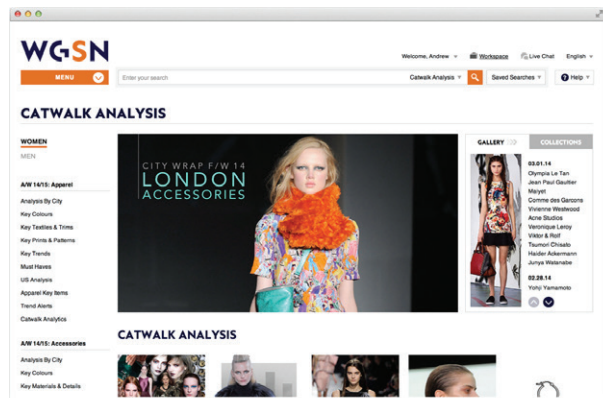 WGSN
Welcome, Andrew
Workspace
Live Chat
English
MENU
Enter your search
Catwalk Analysis
Saved Searches
? Help
CATWALK ANALYSIS
WOMEN
MEN
A/W 14/15: Apparel
Analysis By City
Key Colours
Key Textiles & Trims
Key Prints & Patterns
Key Trends
Must Haves
US Analysis
Apparel Key Items
Trend Alerts
Catwalk Analytics
A/W 14/15: Accessories
Analysis By City
Key Colours
Key Materials & Details
CITY WRAP F/W 14
LONDON
ACCESSORIES
GALLERY
COLLECTIONS
03.01.14
Olympia Le Tan
Jean Paul Gaultier
Maiyet
Comme des Garcons
Vivienne Westwood
Acne Studios
Veronique Leroy
Viktor & Rolf
Tsumori Chisato
Haider Ackermann
Junya Watanabe
02.28.14
Yohji Yamamoto
CATWALK ANALYSIS